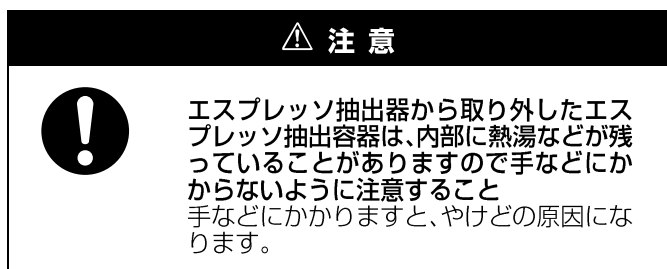 ⚠ 注意
エスプレッソ抽出器から取り外したエス
プレッソ抽出容器は、内部に熱湯などが残
っていることがありますので手などにか
からないように注意すること
手などにかかりますと、やけどの原因にな
ります。